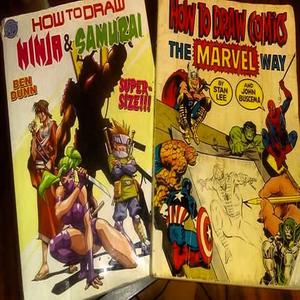 HOW TO DRAW
NINJA & SAMURAI
BEN
DUNN
SUPER-
SIZE!!!
HOW TO DRAW COMICS
THE MARVEL WAY
BY
STAN
LEE
AND
JOHN
BUSCEMA